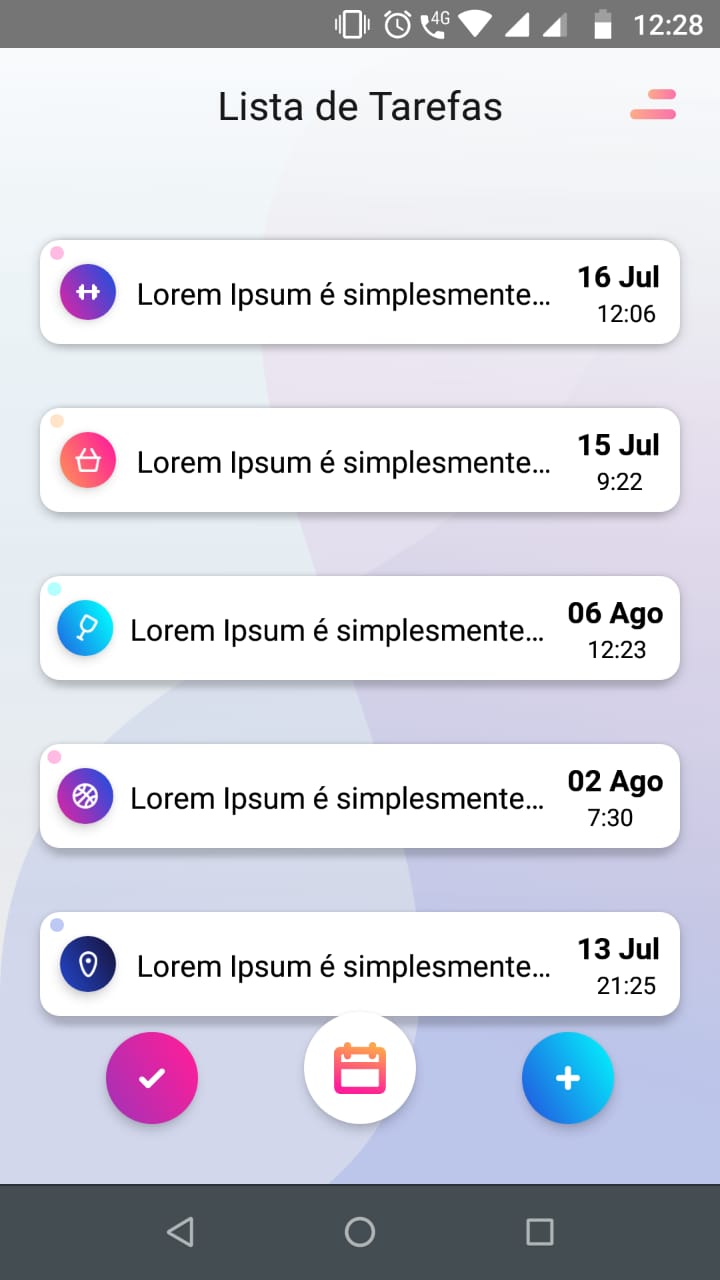 4G 12:28
Lista de Tarefas
Lorem Ipsum é simplesmente... 16 Jul
12:06
Lorem Ipsum é simplesmente... 15 Jul
9:22
Lorem Ipsum é simplesmente... 06 Ago
12:23
Lorem Ipsum é simplesmente... 02 Ago
7:30
Lorem Ipsum é simplesmente... 13 Jul
21:25